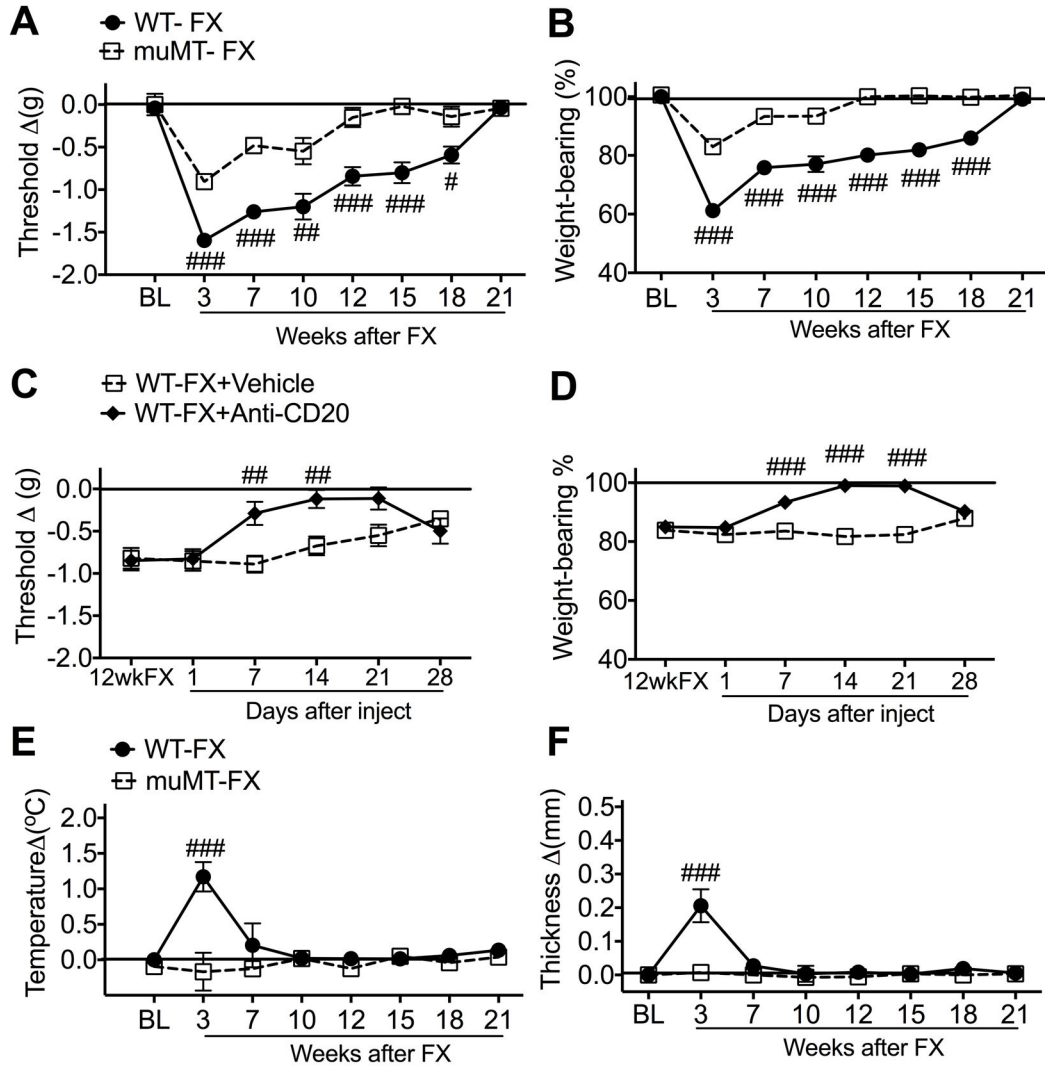 A
WT- FX
muMT- FX
Threshold Δ(g)
0.0
-0.5
-1.0
-1.5
-2.0
###
###
##
###
###
#
BL 3 7 10 12 15 18 21
Weeks after FX
B
Weight-bearing (%)
100
80
60
40
###
###
###
###
###
###
BL 3 7 10 12 15 18 21
Weeks after FX
C
WT-FX+Vehicle
WT-FX+Anti-CD20
Threshold Δ (g)
0.0
-0.5
-1.0
-1.5
-2.0
## ##
12wkFX 1 7 14 21 28
Days after inject
D
Weight-bearing %
100
80
60
40
### ### ###
12wkFX 1 7 14 21 28
Days after inject
E
WT-FX
muMT-FX
TemperatureΔ(ºC)
2.0
1.5
1.0
0.5
0.0
###
BL 3 7 10 12 15 18 21
Weeks after FX
F
Thickness Δ(mm)
0.5
0.4
0.3
0.2
0.1
0.0
###
BL 3 7 10 12 15 18 21
Weeks after FX